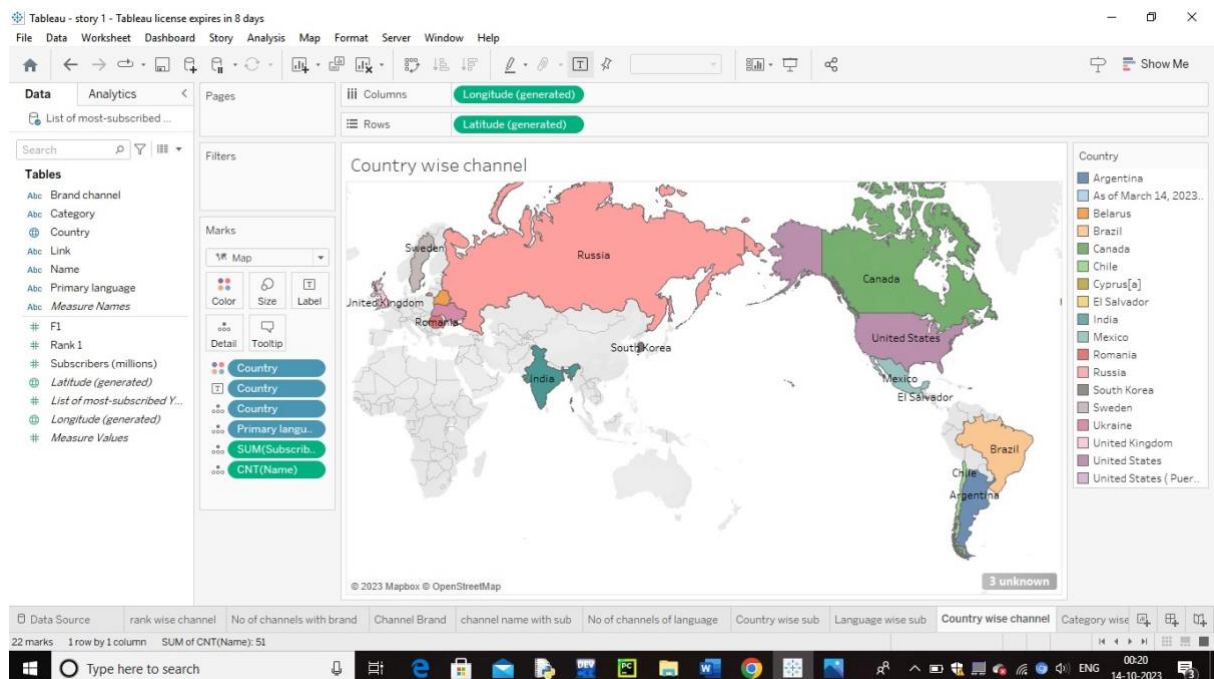 Tableau - story 1 - Tableau license expires in 8 days
File Data Worksheet Dashboard Story Analysis Map Format Server Window Help
Show Me
Data Analytics
List of most-subscribed ...
Search
Tables
Abc Brand channel
Abc Category
Country
Abc Link
Abc Name
Abc Primary language
Abc Measure Names
# F1
# Rank 1
# Subscribers (millions)
Latitude (generated)
# List of most-subscribed Y...
Longitude (generated)
# Measure Values
Pages
Filters
Marks
Map
Color Size Label
Detail Tooltip
Country
Country
Country
Primary langu..
SUM(Subscrib..
CNT(Name)
Columns Longitude (generated)
Rows Latitude (generated)
Country wise channel
Sweden
Russia
Canada
United Kingdom
Romania
South Korea
United States
India
Mexico
El Salvador
Brazil
Chile
Argentina
© 2023 Mapbox © OpenStreetMap
3 unknown
Country
Argentina
As of March 14, 2023..
Belarus
Brazil
Canada
Chile
Cyprus[a]
El Salvador
India
Mexico
Romania
Russia
South Korea
Sweden
Ukraine
United Kingdom
United States
United States ( Puer..
Data Source rank wise channel No of channels with brand Channel Brand channel name with sub No of channels of language Country wise sub Language wise sub Country wise channel Category wise
22 marks 1 row by 1 column SUM of CNT(Name): 51
Type here to search
DEV
PC
ENG
00:20
14-10-2023
3